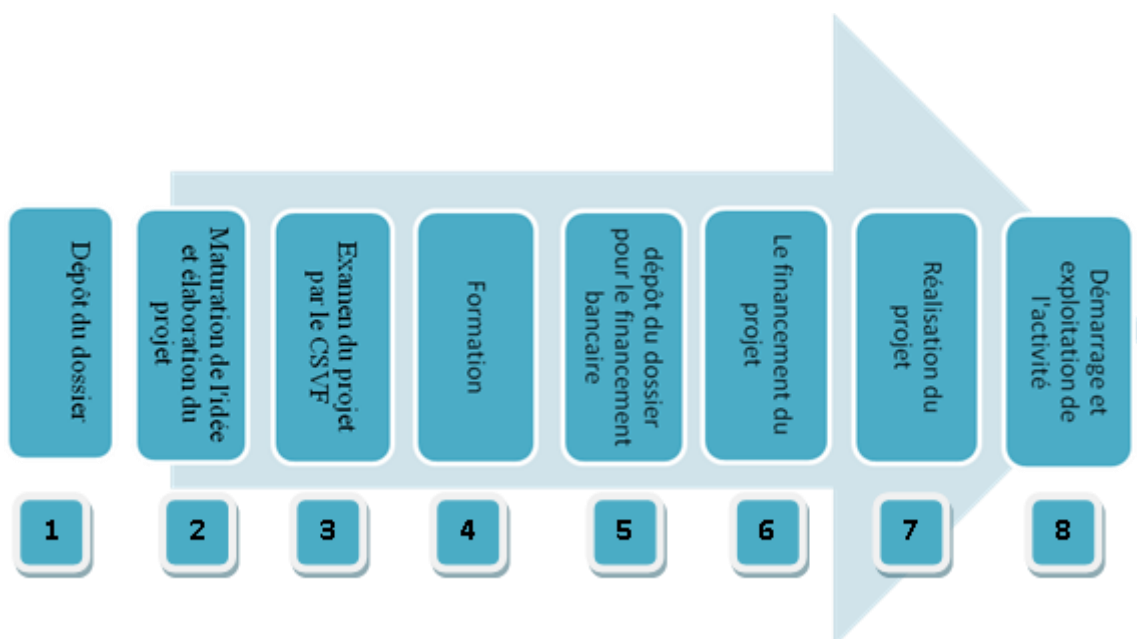 Dépôt du dossier
Maturation de l'idée
et élaboration du
projet
Examen du projet
par le CSVF
Formation
dépôt du dossier
pour le financement
bancaire
Le financement du
projet
Réalisation du
projet
Démarrage et
exploitation de
l'activité
1
2
3
4
5
6
7
8